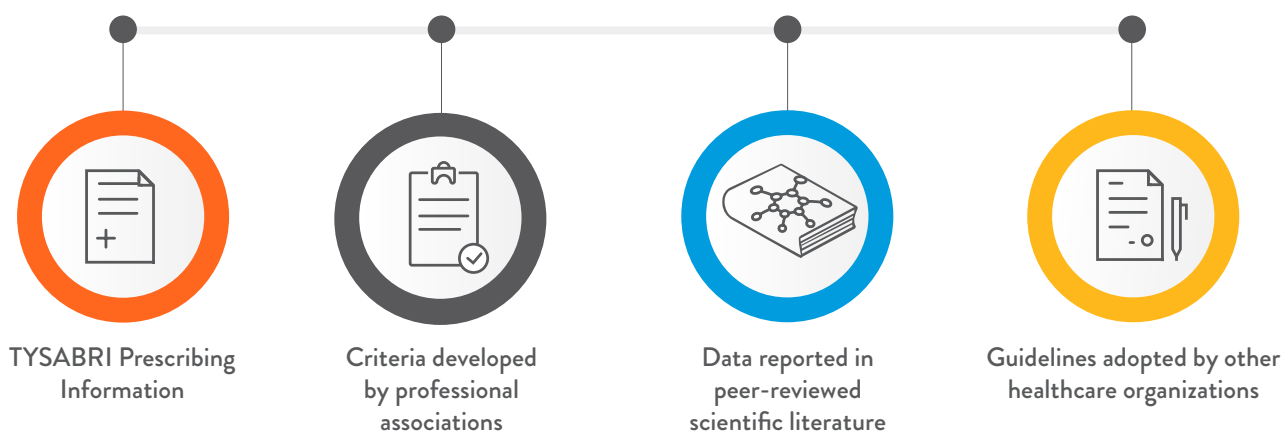 TYSABRI Prescribing
Information
Criteria developed
by professional
associations
Data reported in
peer-reviewed
scientific literature
Guidelines adopted by other
healthcare organizations